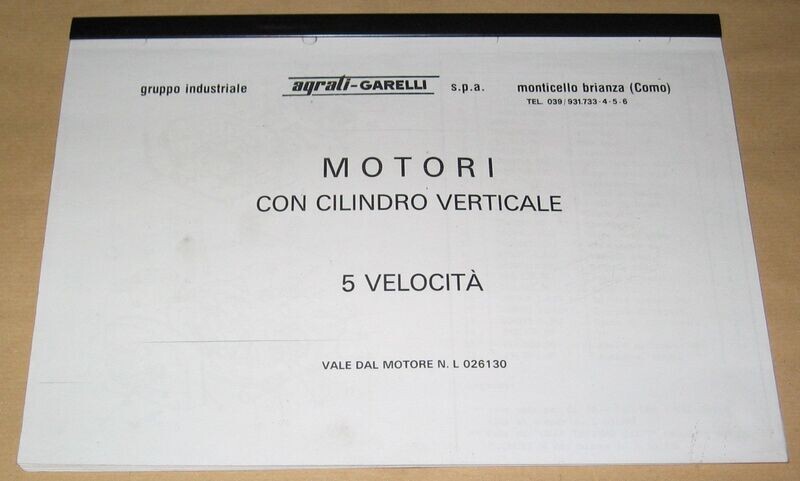 gruppo industriale agrati-GARELLI s.p.a. monticello brianza (Como)
TEL. 039/931.733-4-5-6
MOTORI
CON CILINDRO VERTICALE
5 VELOCITÀ
VALE DAL MOTORE N. L 026130